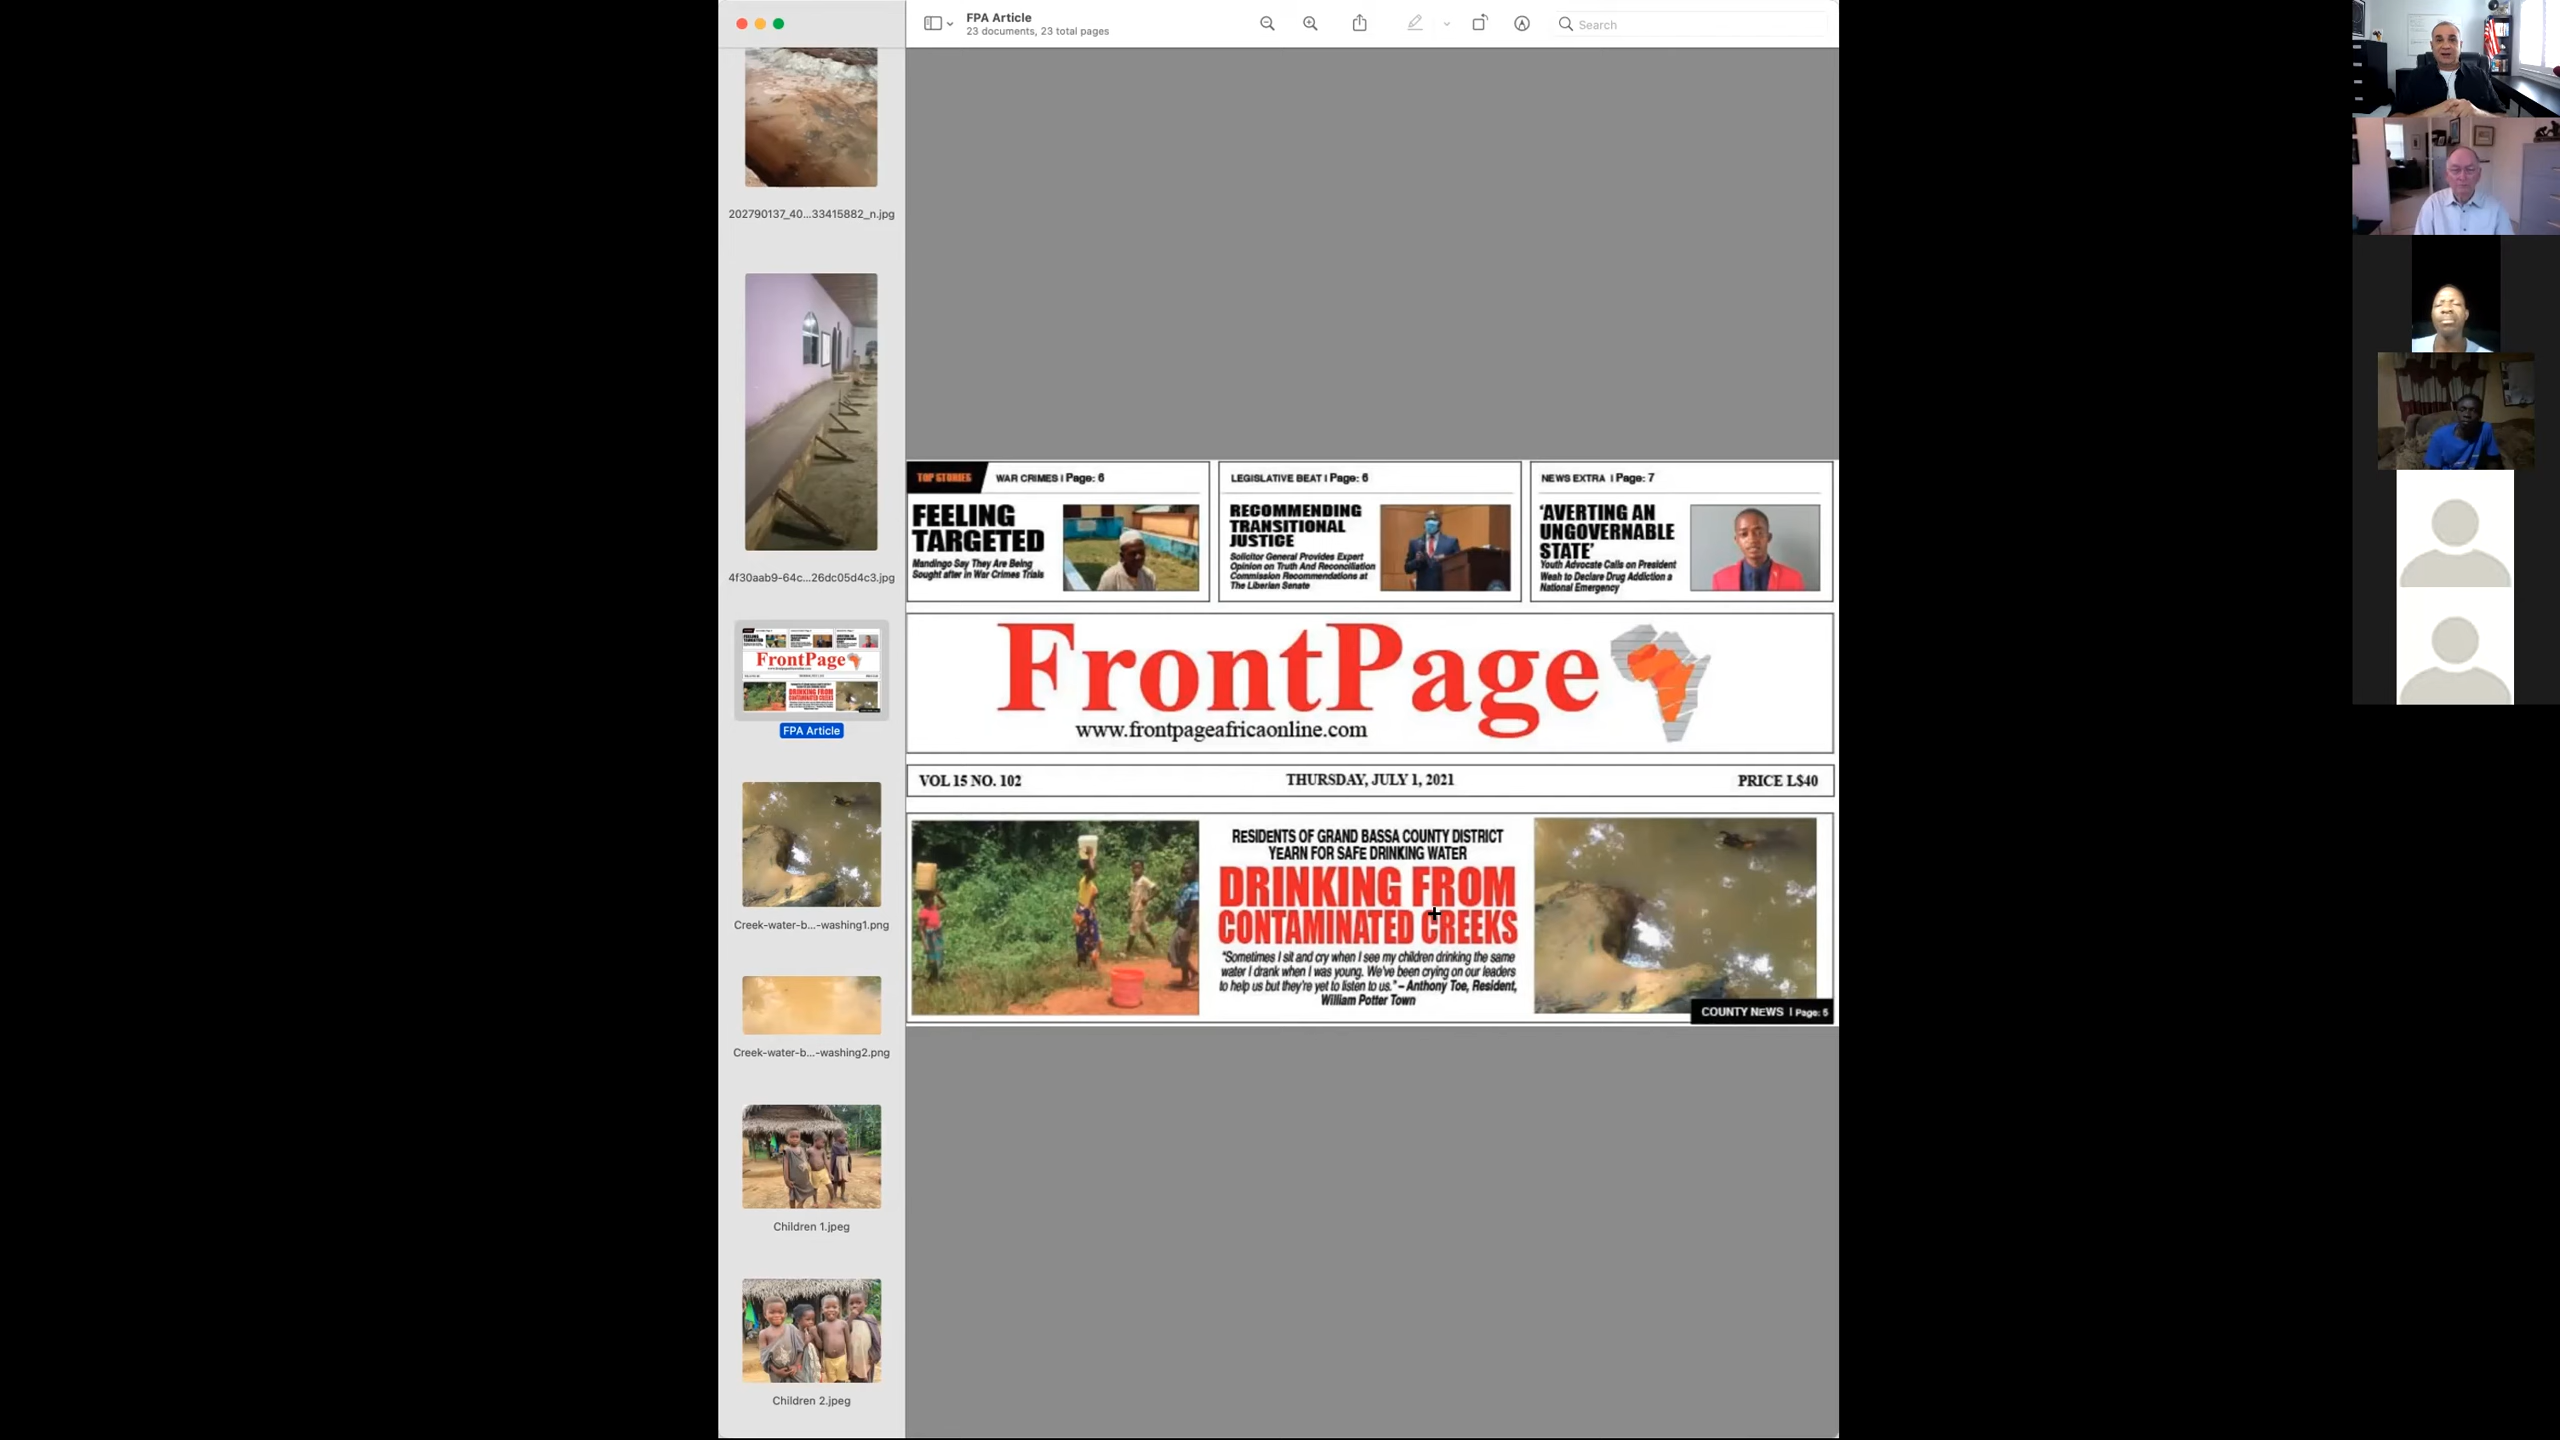 FPA Article
23 documents, 23 total pages
Search
202790137_40...33415882_n.jpg
4f30aab9-64c...26dc05d4c3.jpg
FPA Article
Creek-water-b...-washing1.png
Creek-water-b...-washing2.png
Children 1.jpeg
Children 2.jpeg
TOP STORIES
WAR CRIMES | Page: 6
FEELING
TARGETED
Mandingo Say They Are Being
Sought after in War Crimes Trials
LEGISLATIVE BEAT | Page: 6
RECOMMENDING
TRANSITIONAL
JUSTICE
Solicitor General Provides Expert
Opinion on Truth And Reconciliation
Commission Recommendations at
The Liberian Senate
NEWS EXTRA | Page: 7
'AVERTING AN
UNGOVERNABLE
STATE'
Youth Advocate Calls on President
Weah to Declare Drug Addiction a
National Emergency
FrontPage
www.frontpageafricaonline.com
VOL 15 NO. 102
THURSDAY, JULY 1, 2021
PRICE L$40
RESIDENTS OF GRAND BASSA COUNTY DISTRICT
YEARN FOR SAFE DRINKING WATER
DRINKING FROM
CONTAMINATED CREEKS
"Sometimes I sit and cry when I see my children drinking the same
water I drank when I was young. We've been crying on our leaders
to help us but they're yet to listen to us." – Anthony Toe, Resident,
William Potter Town
COUNTY NEWS | Page: 5